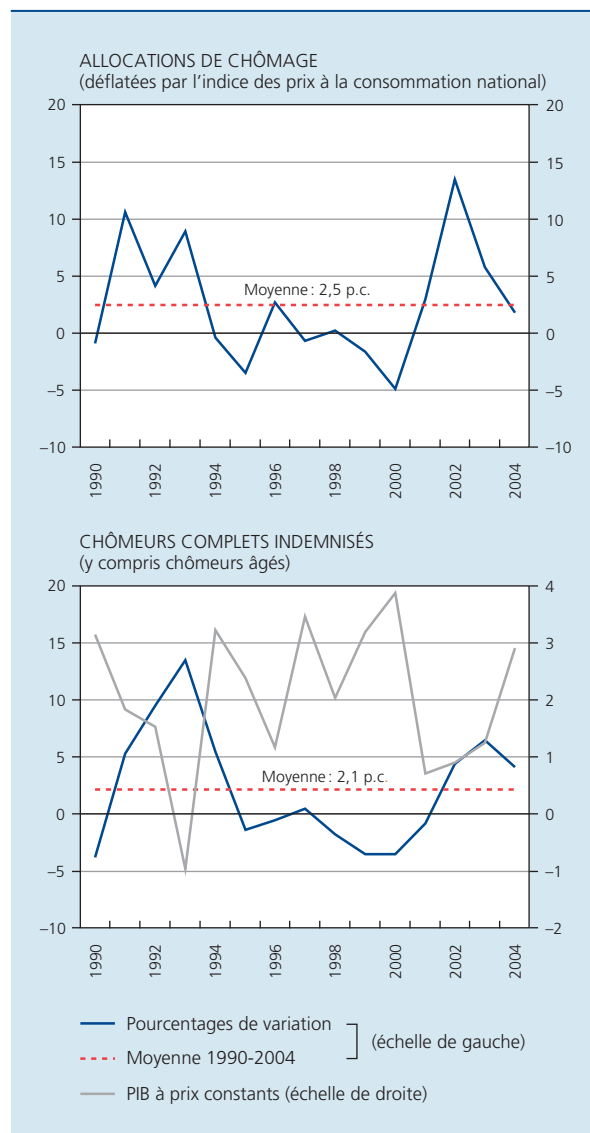 ALLOCATIONS DE CHÔMAGE
(déflatées par l'indice des prix à la consommation national)
20 20
15 15
10 10
Moyenne : 2,5 p.c.
5 5
0 0
–5 –5
–10 –10
1990 1992 1994 1996 1998 2000 2002 2004
CHÔMEURS COMPLETS INDEMNISÉS
(y compris chômeurs âgés)
20 4
15 3
10 2
Moyenne : 2,1 p.c.
5 1
0 0
–5 –1
–10 –2
1990 1992 1994 1996 1998 2000 2002 2004
Pourcentages de variation
(échelle de gauche)
Moyenne 1990-2004
PIB à prix constants (échelle de droite)